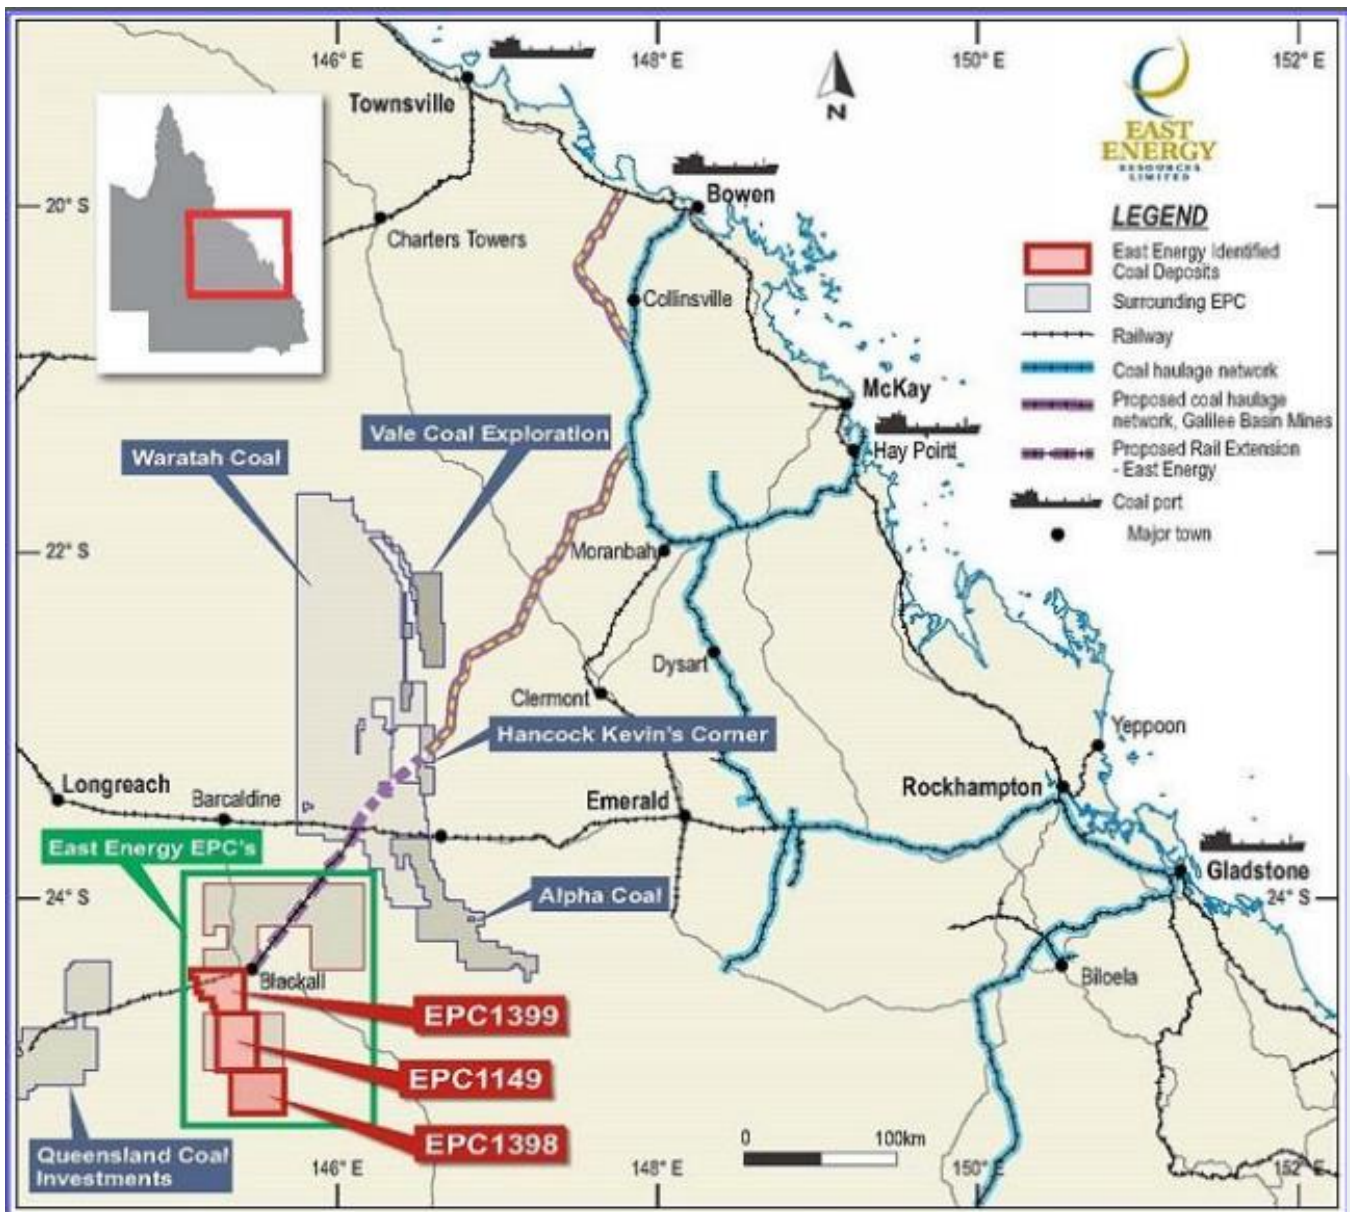 146° E
148° E
150° E
152° E
Townsville
N
EAST
ENERGY
RESOURCES
LIMITED
Bowen
20° S
Charters Towers
LEGEND
East Energy Identified
Coal Deposits
Surrounding EPC
Railway
Coal haulage network
Proposed coal haulage
network, Galilee Basin Mines
Proposed Rail Extension
- East Energy
Coal port
Major town
Collinsville
McKay
Hay Pointt
Vale Coal Exploration
Waratah Coal
22° S
Moranbah
Dysart
Clermont
Hancock Kevin's Corner
Yeppoon
Longreach
Barcaldine
Emerald
Rockhampton
East Energy EPC's
Gladstone
24° S
24° S
Alpha Coal
Blackall
Biloela
EPC1399
EPC1149
EPC1398
Queensland Coal
Investments
0
100km
146° E
148° E
150° E
152° E